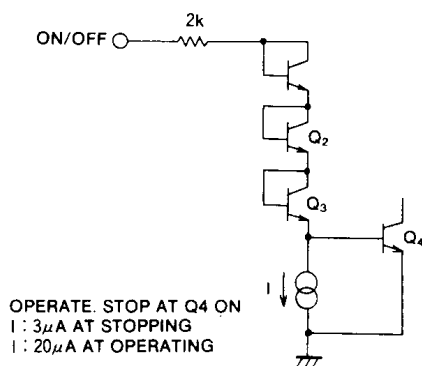 2k
ON/OFF
Q2
Q3
Q4
I
OPERATE. STOP AT Q4 ON
I : 3μA AT STOPPING
I : 20μA AT OPERATING